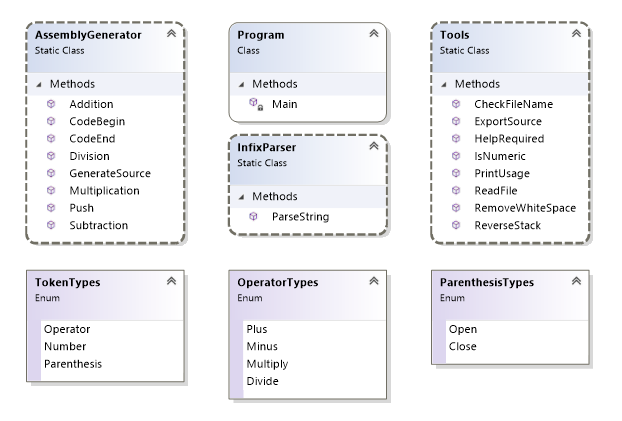 AssemblyGenerator
Static Class
Methods
Addition
CodeBegin
CodeEnd
Division
GenerateSource
Multiplication
Push
Subtraction
Program
Class
Methods
Main
InfixParser
Static Class
Methods
ParseString
Tools
Static Class
Methods
CheckFileName
ExportSource
HelpRequired
IsNumeric
PrintUsage
ReadFile
RemoveWhiteSpace
ReverseStack
TokenTypes
Enum
Operator
Number
Parenthesis
OperatorTypes
Enum
Plus
Minus
Multiply
Divide
ParenthesisTypes
Enum
Open
Close